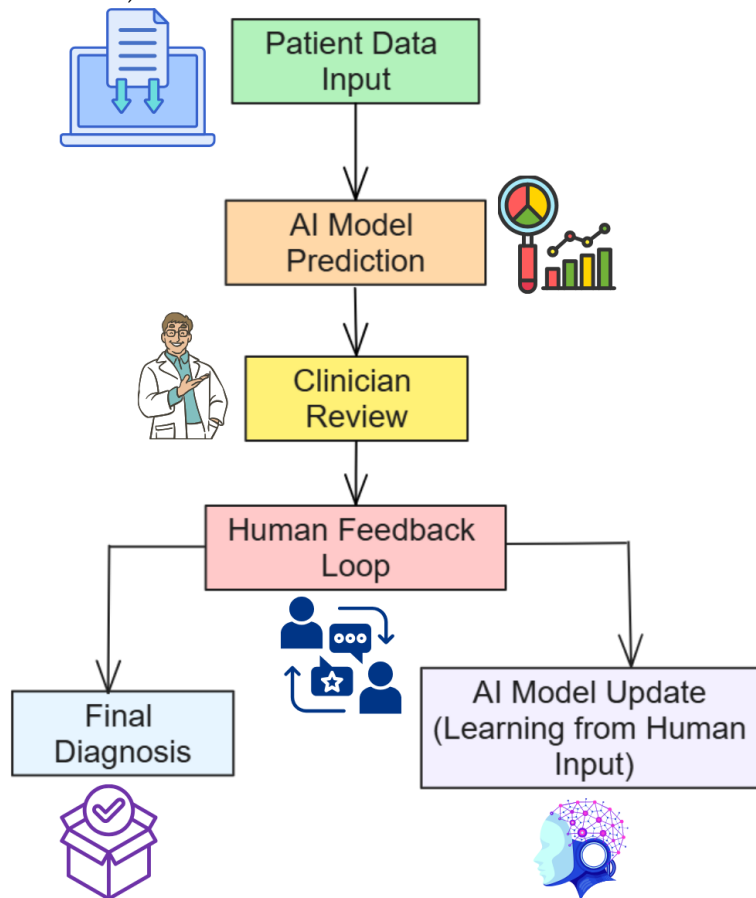 Patient Data
Input
AI Model
Prediction
Clinician
Review
Human Feedback
Loop
Final
Diagnosis
AI Model Update
(Learning from Human
Input)